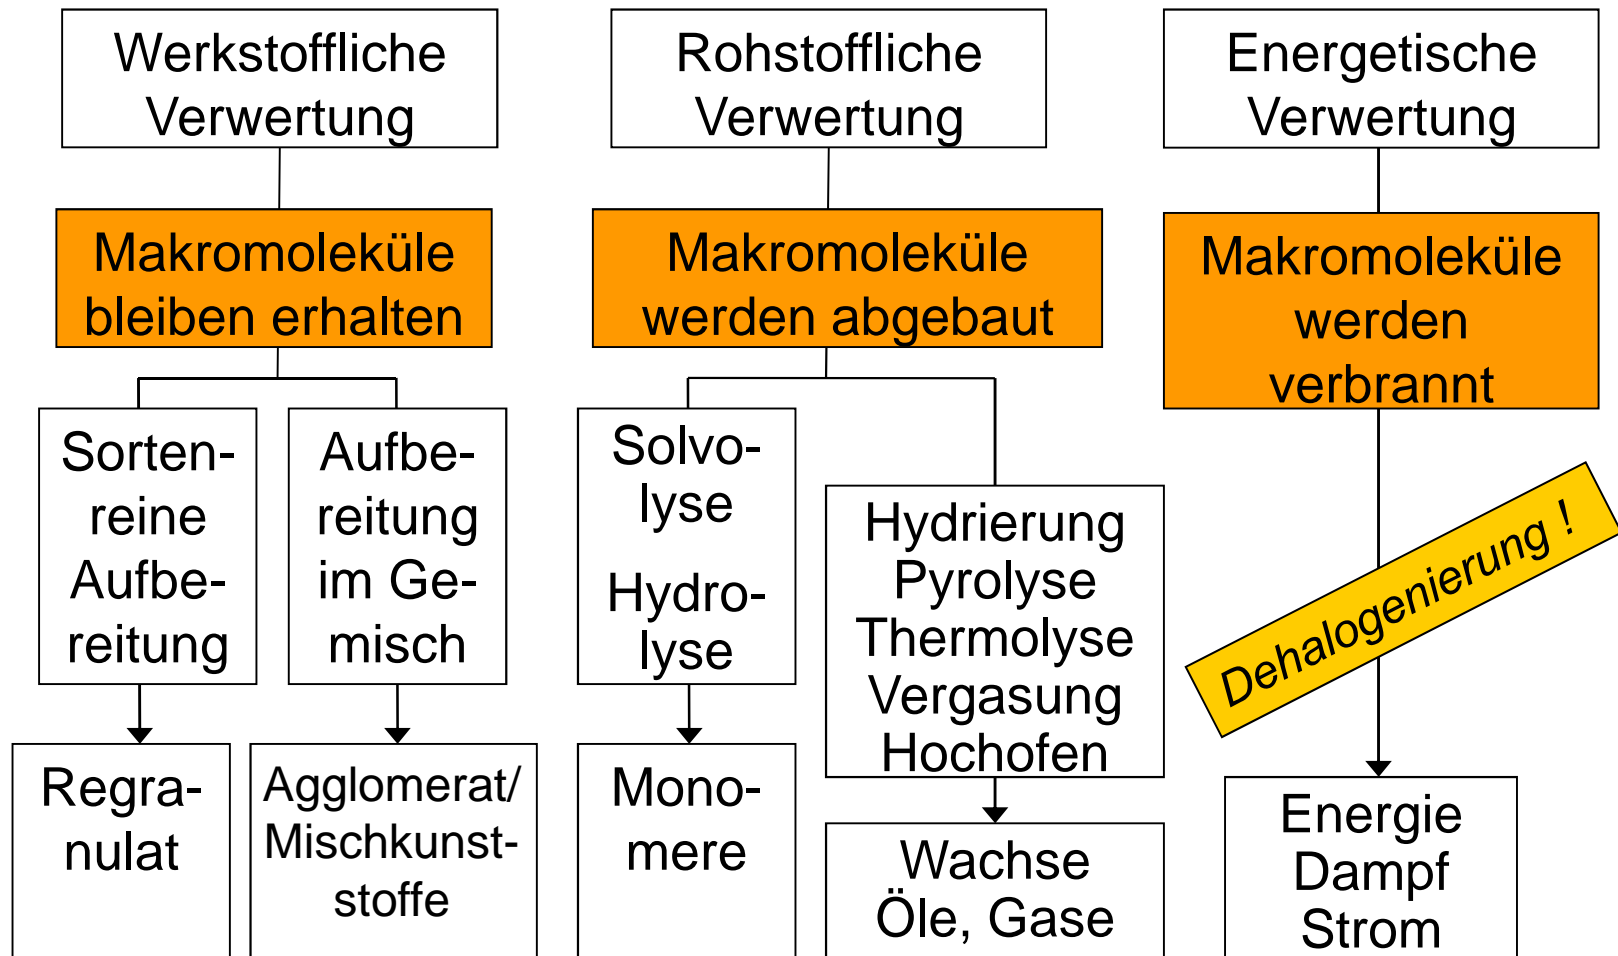 Werkstoffliche
Verwertung
Rohstoffliche
Verwertung
Energetische
Verwertung
Makromoleküle
bleiben erhalten
Makromoleküle
werden abgebaut
Makromoleküle
werden
verbrannt
Sorten-
reine
Aufbe-
reitung
Aufbe-
reitung
im Ge-
misch
Solvo-
lyse
Hydro-
lyse
Hydrierung
Pyrolyse
Thermolyse
Vergasung
Hochofen
Dehalogenierung !
Regra-
nulat
Agglomerat/
Mischkunst-
stoffe
Mono-
mere
Wachse
Öle, Gase
Energie
Dampf
Strom